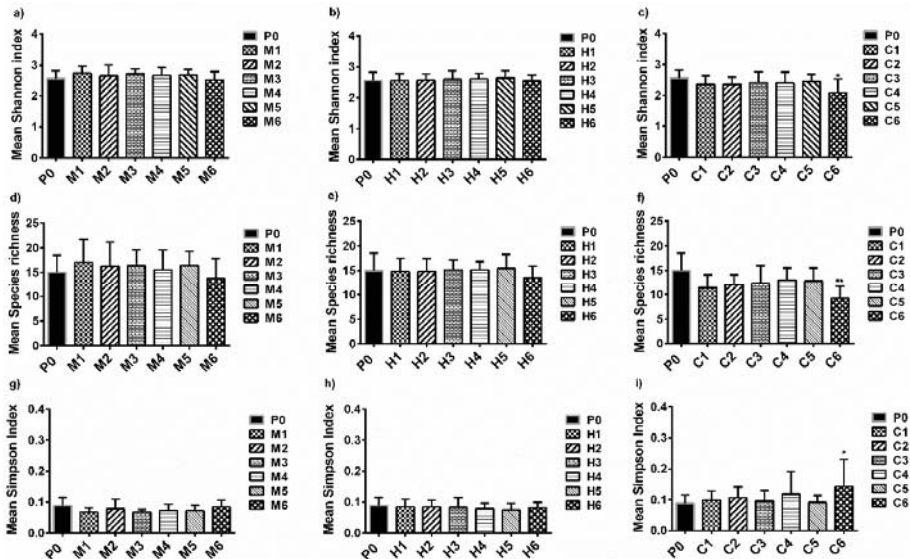 a)
Mean Shannon index
4
3
2
1
0
P0 M1 M2 M3 M4 M5 M6
P0
M1
M2
M3
M4
M5
M6
b)
Mean Shannon index
4
3
2
1
0
P0 H1 H2 H3 H4 H5 H6
P0
H1
H2
H3
H4
H5
H6
c)
Mean Shannon index
4
3
2
1
0
*
P0 C1 C2 C3 C4 C5 C6
P0
C1
C2
C3
C4
C5
C6
d)
Mean Species richness
25
20
15
10
5
0
P0 M1 M2 M3 M4 M5 M6
P0
M1
M2
M3
M4
M5
M6
e)
Mean Species richness
25
20
15
10
5
0
P0 H1 H2 H3 H4 H5 H6
P0
H1
H2
H3
H4
H5
H6
f)
Mean Species richness
25
20
15
10
5
0
P0 C1 C2 C3 C4 C5 C6
P0
C1
C2
C3
C4
C5
C6
g)
Mean Simpson Index
0.4
0.3
0.2
0.1
0.0
P0 M1 M2 M3 M4 M5 M6
P0
M1
M2
M3
M4
M5
M6
h)
Mean Simpson Index
0.4
0.3
0.2
0.1
0.0
P0 H1 H2 H3 H4 H5 H6
P0
H1
H2
H3
H4
H5
H6
i)
Mean Simpson Index
0.4
0.3
0.2
0.1
0.0
*
P0 C1 C2 C3 C4 C5 C6
P0
C1
C2
C3
C4
C5
C6